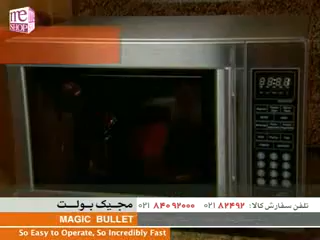 me
SHOP
مجیک بولت
تلفن سفارش کالا: ۸۲۴۹۲ ۰۲۱ ۸۴۰۹۲۰۰۰ ۰۲۱
MAGIC BULLET
So Easy to Operate, So Incredibly Fast